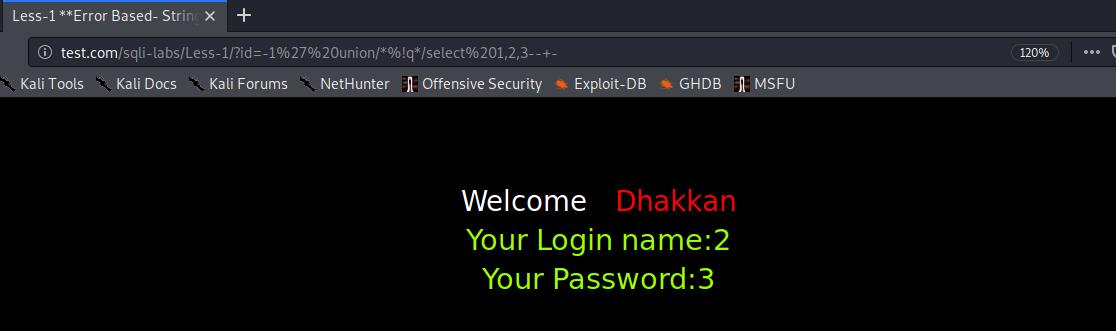 Less-1 **Error Based- Strin
test.com/sqli-labs/Less-1/?id=-1%27%20union/*%!q*/select%201,2,3--+- 120%
Kali Tools Kali Docs Kali Forums NetHunter Offensive Security Exploit-DB GHDB MSFU
Welcome Dhakkan
Your Login name:2
Your Password:3